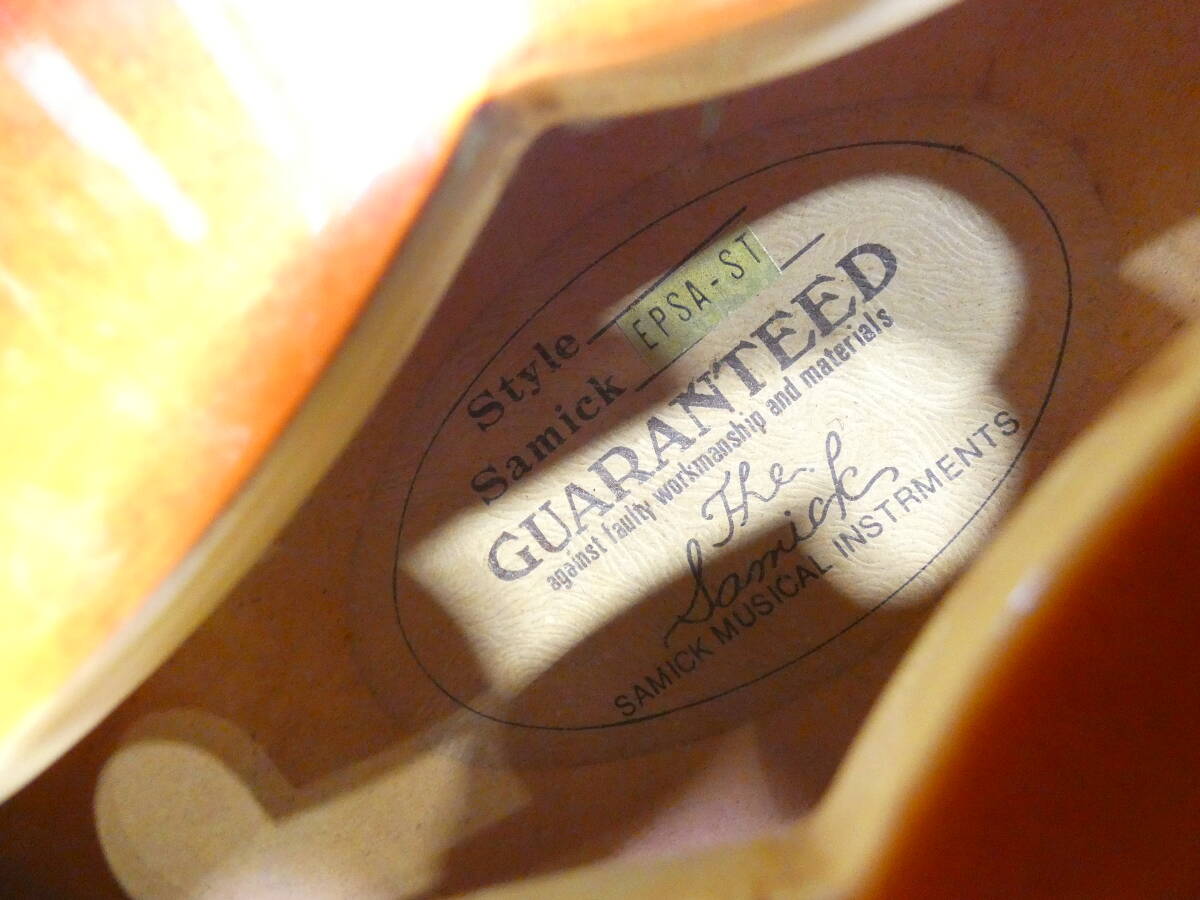 Style EPSA-ST
Samick
GUARANTEED
against faulty workmanship and materials
The
Samick
SAMICK MUSICAL INSTRMENTS